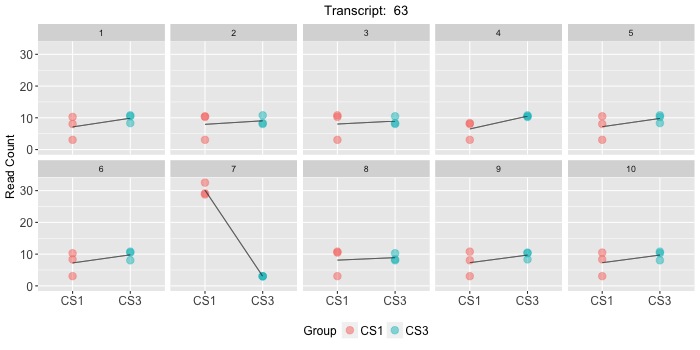 Transcript: 63
1 2 3 4 5
30
20
10
0
Read Count
6 7 8 9 10
30
20
10
0
CS1 CS3 CS1 CS3 CS1 CS3 CS1 CS3 CS1 CS3
Group CS1 CS3